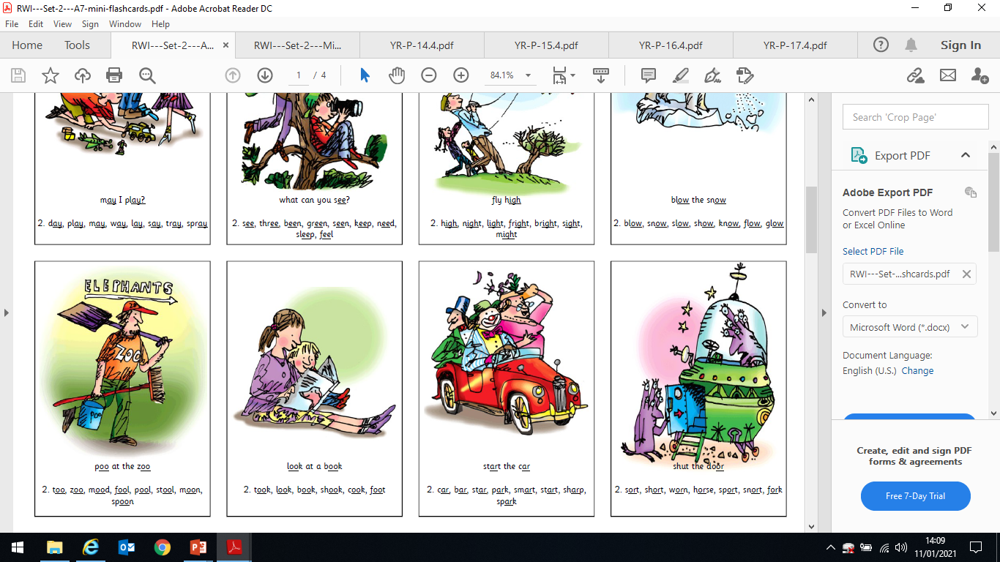 RWI---Set-2---A7-mini-flashcards.pdf - Adobe Acrobat Reader DC
File Edit View Sign Window Help
Home Tools RWI---Set-2---A... RWI---Set-2---Mi... YR-P-14.4.pdf YR-P-15.4.pdf YR-P-16.4.pdf YR-P-17.4.pdf Sign In
1 / 4 84.1%
may I play?
2. day, play, may, way, lay, say, tray, spray
what can you see?
2. see, three, been, green, seen, keep, need,
sleep, feel
fly high
2. high, night, light, fright, bright, sight,
might
blow the snow
2. blow, snow, slow, show, know, flow, glow
ELEPHANTS
ZOO
POO
poo at the zoo
2. too, zoo, mood, fool, pool, stool, moon,
spoon
look at a book
2. took, look, book, shook, cook, foot
start the car
2. car, bar, star, park, smart, start, sharp,
spark
shut the door
2. sort, short, worn, horse, sport, snort, fork
Search 'Crop Page'
Export PDF
Adobe Export PDF
Convert PDF Files to Word
or Excel Online
Select PDF File
RWI---Set-...shcards.pdf
Convert to
Microsoft Word (*.docx)
Document Language:
English (U.S.) Change
Create, edit and sign PDF
forms & agreements
Free 7-Day Trial
14:09
11/01/2021